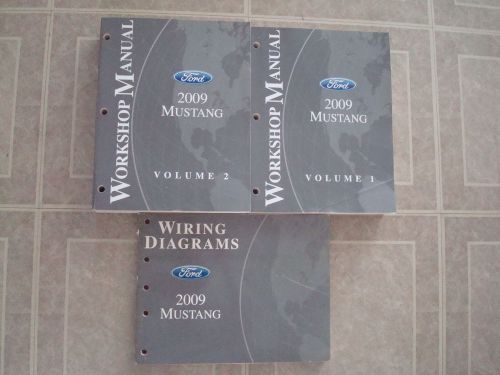 WORKSHOP MANUAL
Ford
2009
MUSTANG
VOLUME 2
WORKSHOP MANUAL
Ford
2009
MUSTANG
VOLUME 1
WIRING
DIAGRAMS
Ford
2009
MUSTANG